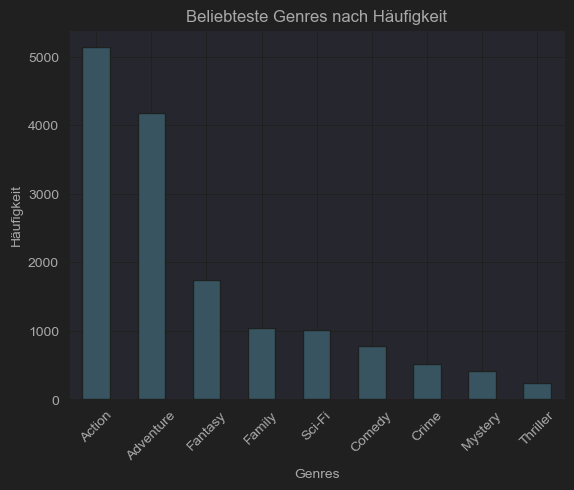 Beliebteste Genres nach Häufigkeit
Häufigkeit
5000
4000
3000
2000
1000
0
Action
Adventure
Fantasy
Family
Sci-Fi
Comedy
Crime
Mystery
Thriller
Genres